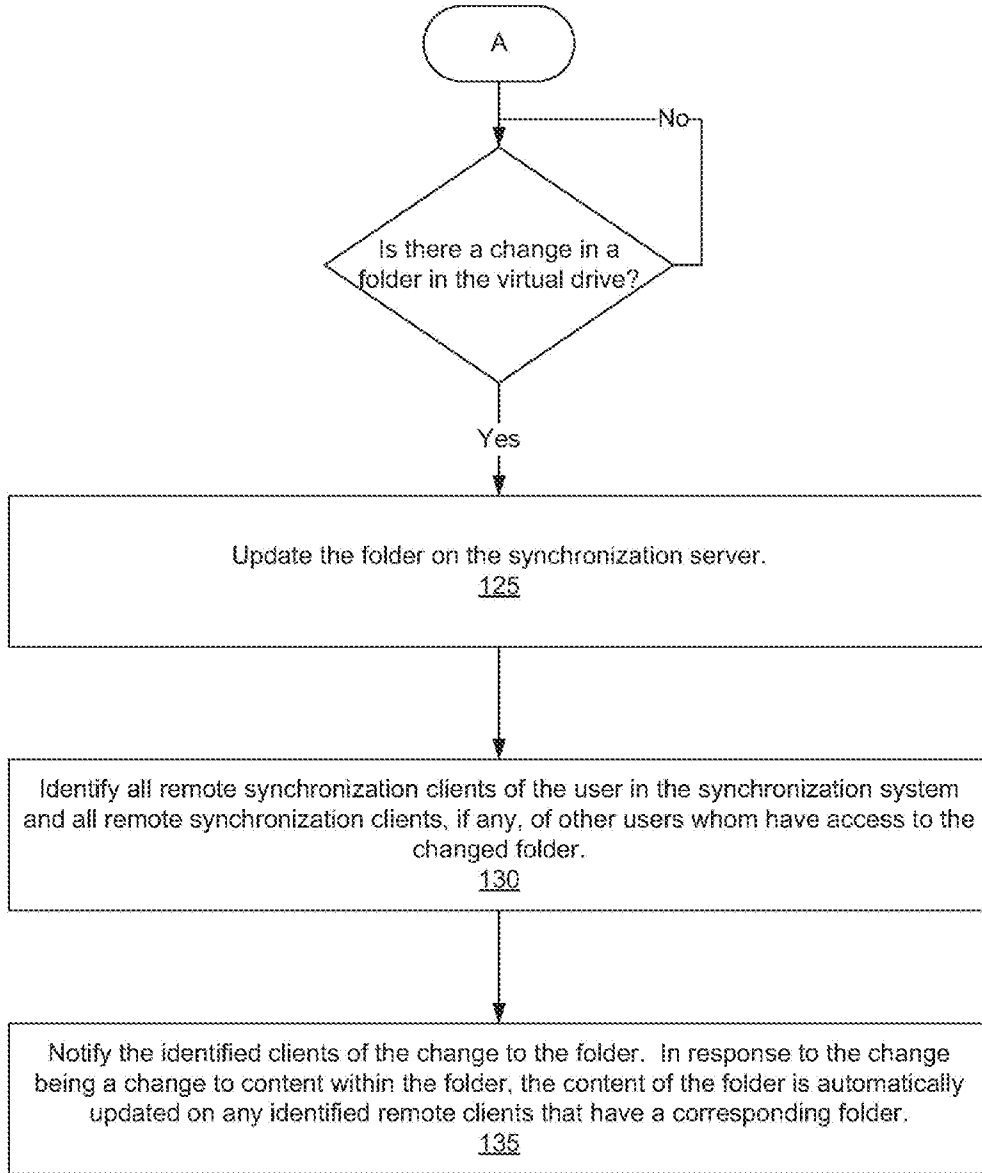 A
No
Is there a change in a
folder in the virtual drive?
Yes
Update the folder on the synchronization server.
125
Identify all remote synchronization clients of the user in the synchronization system
and all remote synchronization clients, if any, of other users whom have access to the
changed folder.
130
Notify the identified clients of the change to the folder. In response to the change
being a change to content within the folder, the content of the folder is automatically
updated on any identified remote clients that have a corresponding folder.
135